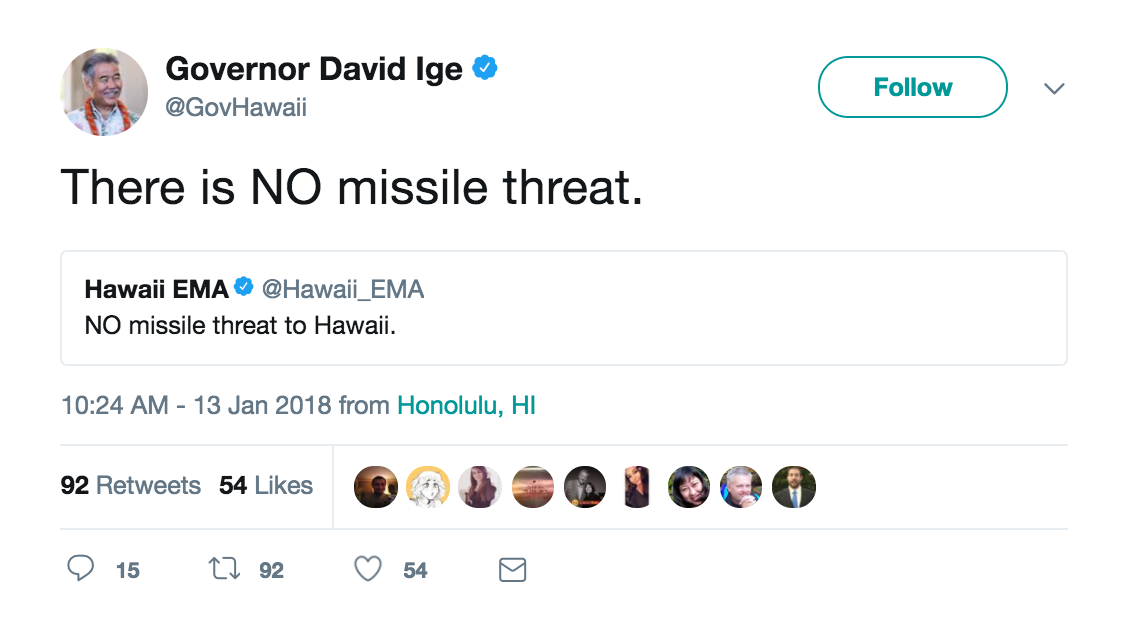 Governor David Ige
@GovHawaii
Follow
There is NO missile threat.
Hawaii EMA @Hawaii_EMA
NO missile threat to Hawaii.
10:24 AM - 13 Jan 2018 from Honolulu, HI
92 Retweets 54 Likes
15 92 54